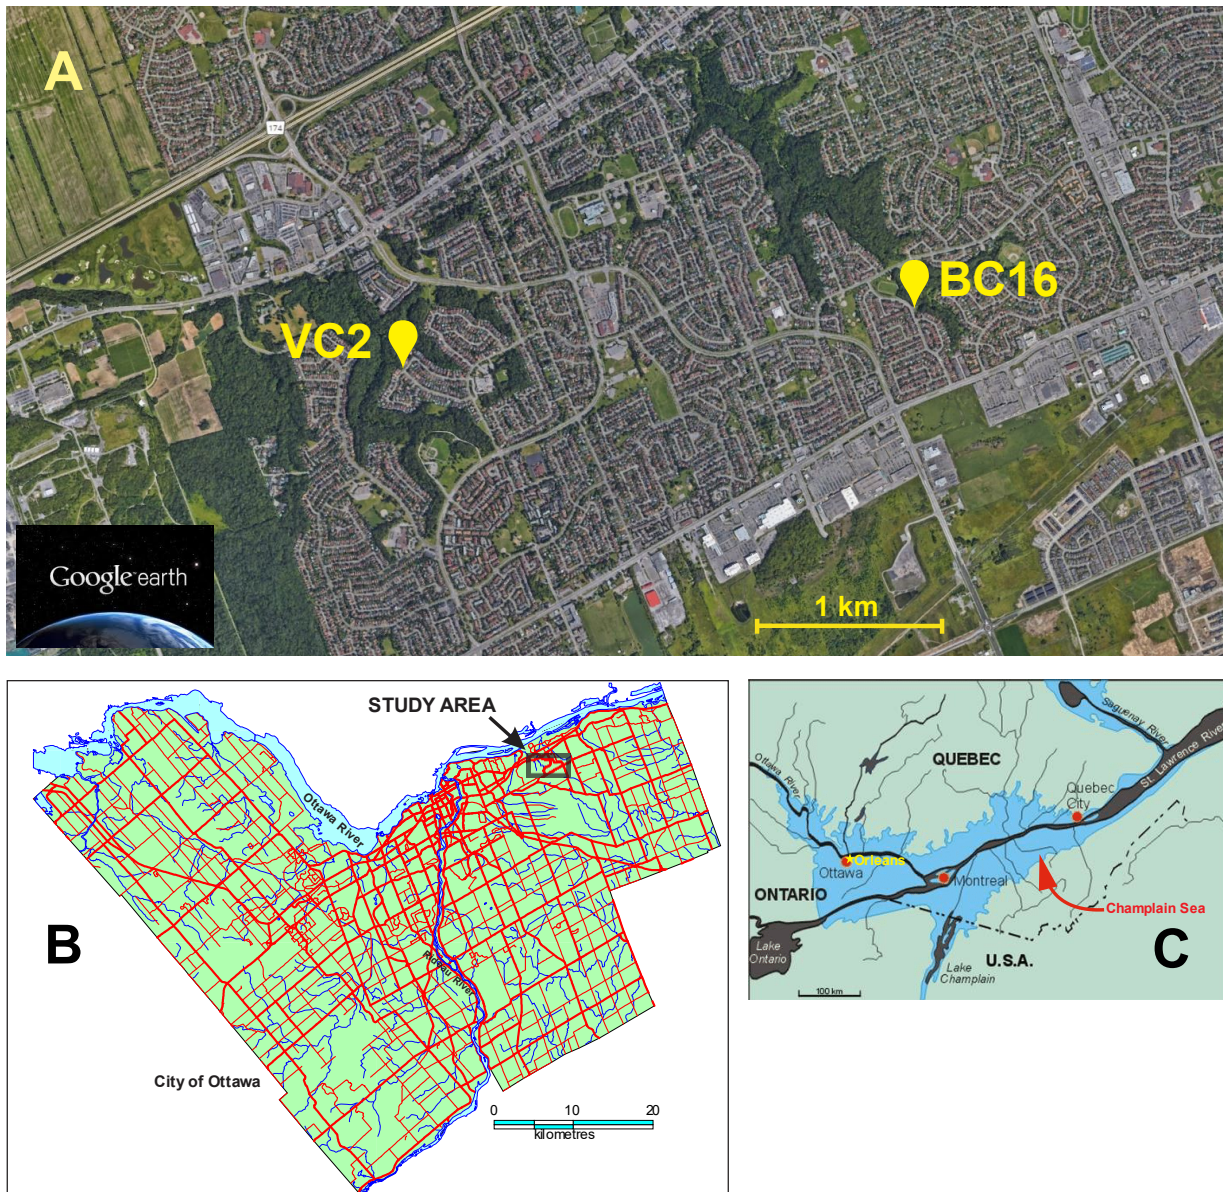 A
174
VC2
BC16
Google earth
1 km
STUDY AREA
Ottawa River
Rideau River
B
City of Ottawa
0 10 20
kilometres
Saguenay River
St. Lawrence River
QUEBEC
Ottawa River
Quebec
City
Orleans
Ottawa
Montreal
ONTARIO
Champlain Sea
Lake
Ontario
U.S.A.
C
Lake
Champlain
100 km